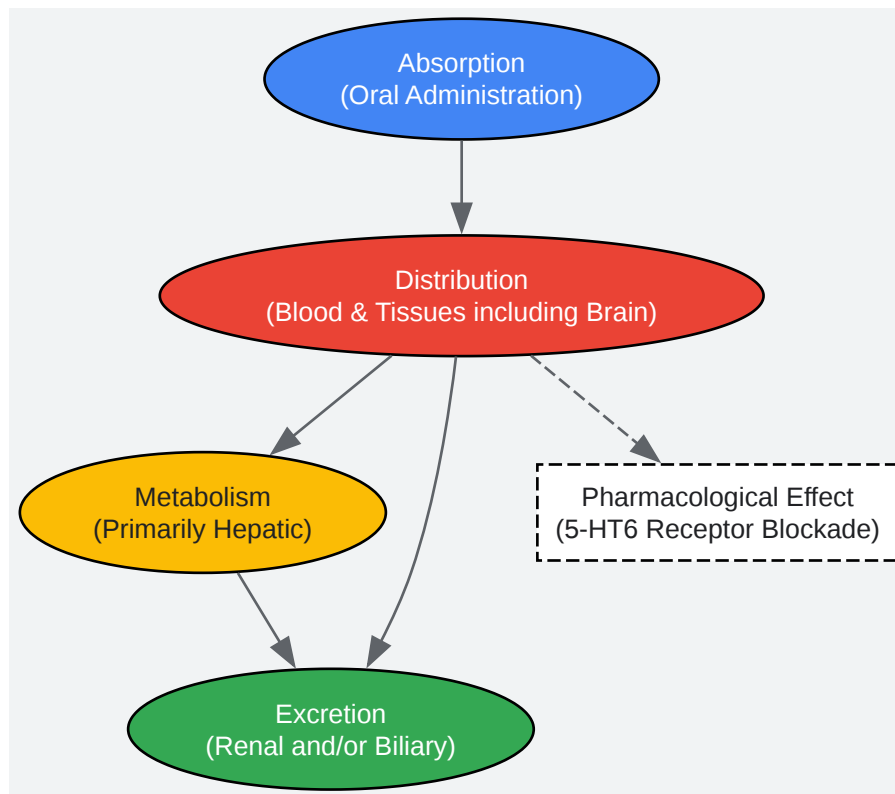 Absorption
(Oral Administration)
Distribution
(Blood & Tissues including Brain)
Metabolism
(Primarily Hepatic)
Pharmacological Effect
(5-HT6 Receptor Blockade)
Excretion
(Renal and/or Biliary)